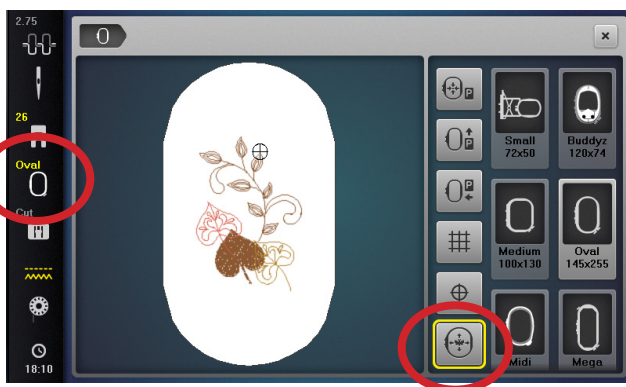 2.75
26
Oval
Cut
18:10
P
P
P
Small
72x50
Buddyz
120x74
Medium
100x130
Oval
145x255
Midi
Mega